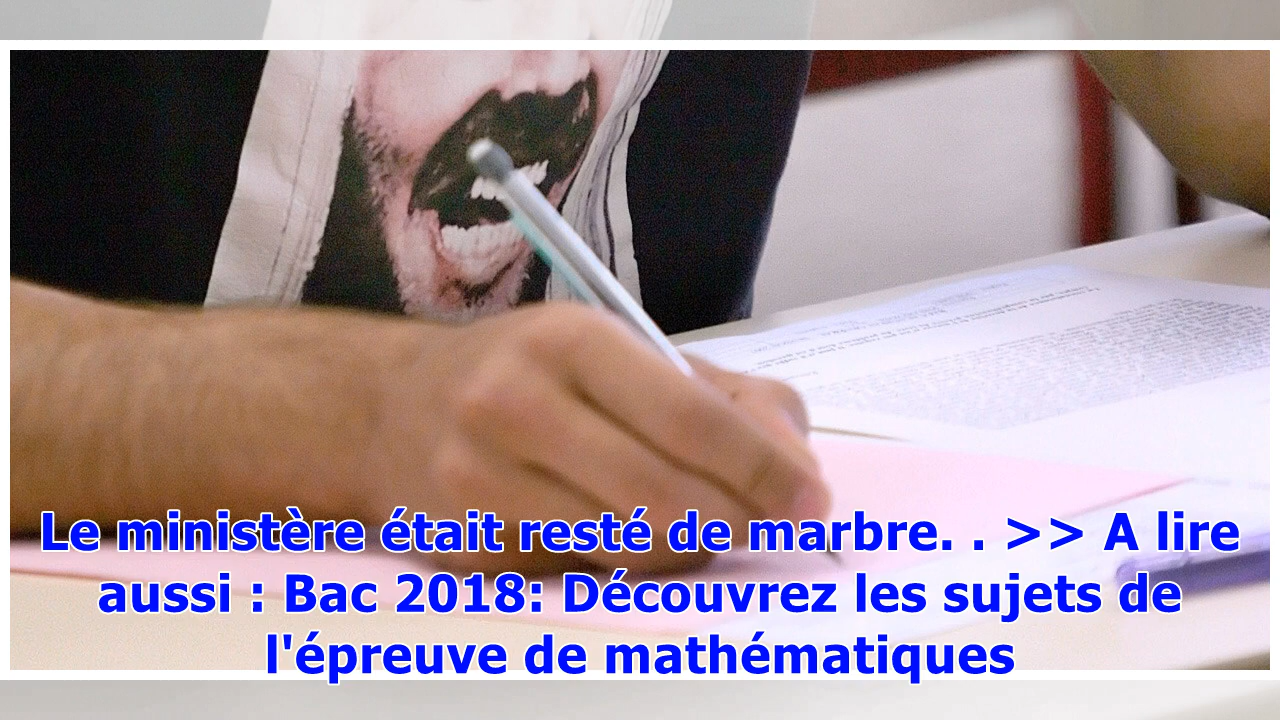 Le ministère était resté de marbre. . >> A lire
aussi : Bac 2018: Découvrez les sujets de
l'épreuve de mathématiques